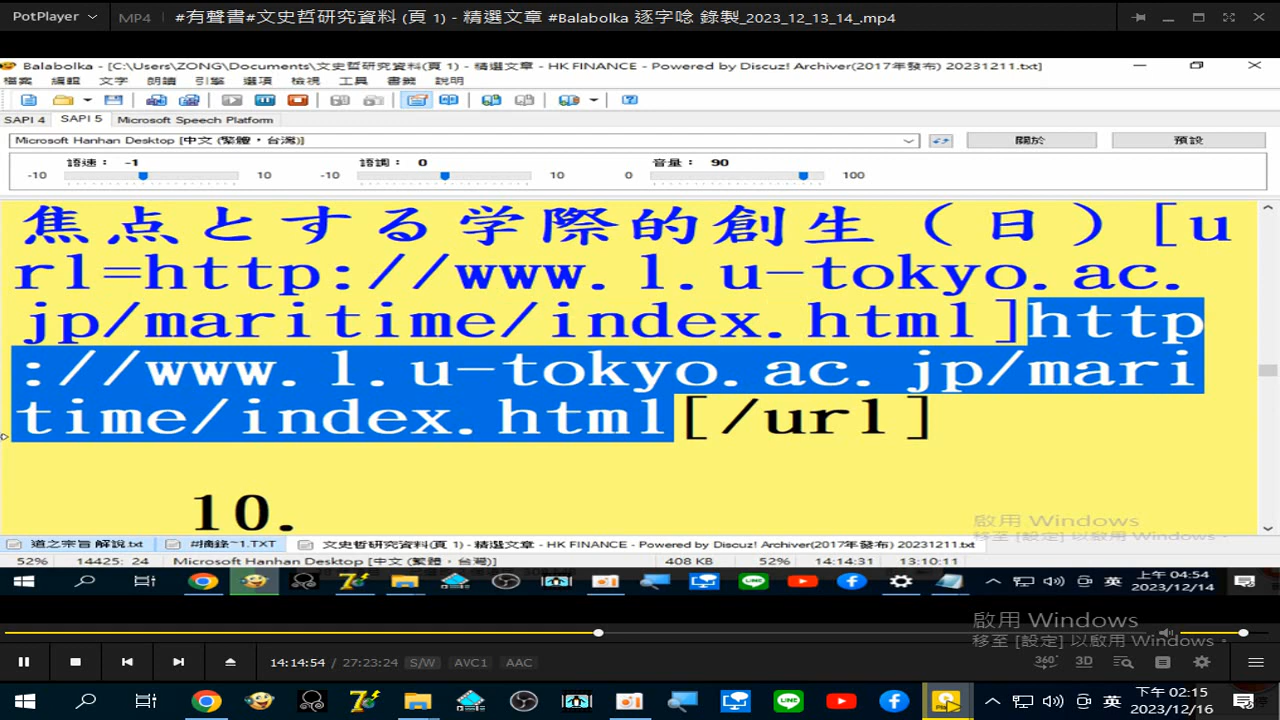 PotPlayer
MP4
#有聲書#文史哲研究資料 (頁 1) - 精選文章 #Balabolka 逐字唸 錄製_2023_12_13_14_.mp4
Balabolka - [C:\Users\ZONG\Documents\文史哲研究資料(頁 1) - 精選文章 - HK FINANCE - Powered by Discuz! Archiver(2017年發布) 20231211.txt]
檔案 編輯 文字 朗讀 引擎 選項 檢視 工具 書籤 說明
SAPI 4 SAPI 5 Microsoft Speech Platform
Microsoft Hanhan Desktop [中文 (繁體，台灣)]
關於 預設
語速： -1 語調： 0 音量： 90
-10 10 -10 10 0 100
焦点とする学際的創生（日）[u
rl=http://www.l.u-tokyo.ac.
jp/maritime/index.html]http
://www.l.u-tokyo.ac.jp/mari
time/index.html[/url]
10.
啟用 Windows
道之宗旨 解說.txt #摘錄~1.TXT 文史哲研究資料(頁 1) - 精選文章 - HK FINANCE - Powered by Discuz! Archiver(2017年發布) 20231211.txt
52% 14425: 24 Microsoft Hanhan Desktop [中文 (繁體，台灣)] 408 KB 52% 14:14:31 13:10:11
英 上午 04:54
2023/12/14
啟用 Windows
移至 [設定] 以啟用 Windows。
14:14:54 / 27:23:24 S/W AVC1 AAC
360° 3D
英 下午 02:15
2023/12/16